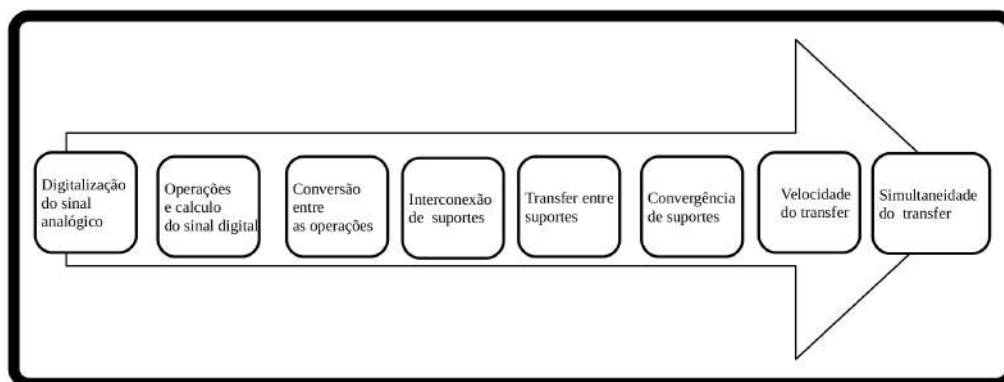 Digitalização
do sinal
analógico
Operações
e calculo
do sinal digital
Conversão
entre
as operações
Interconexão
de suportes
Transfer entre
suportes
Convergência
de suportes
Velocidade
do transfer
Simultaneidade
do transfer